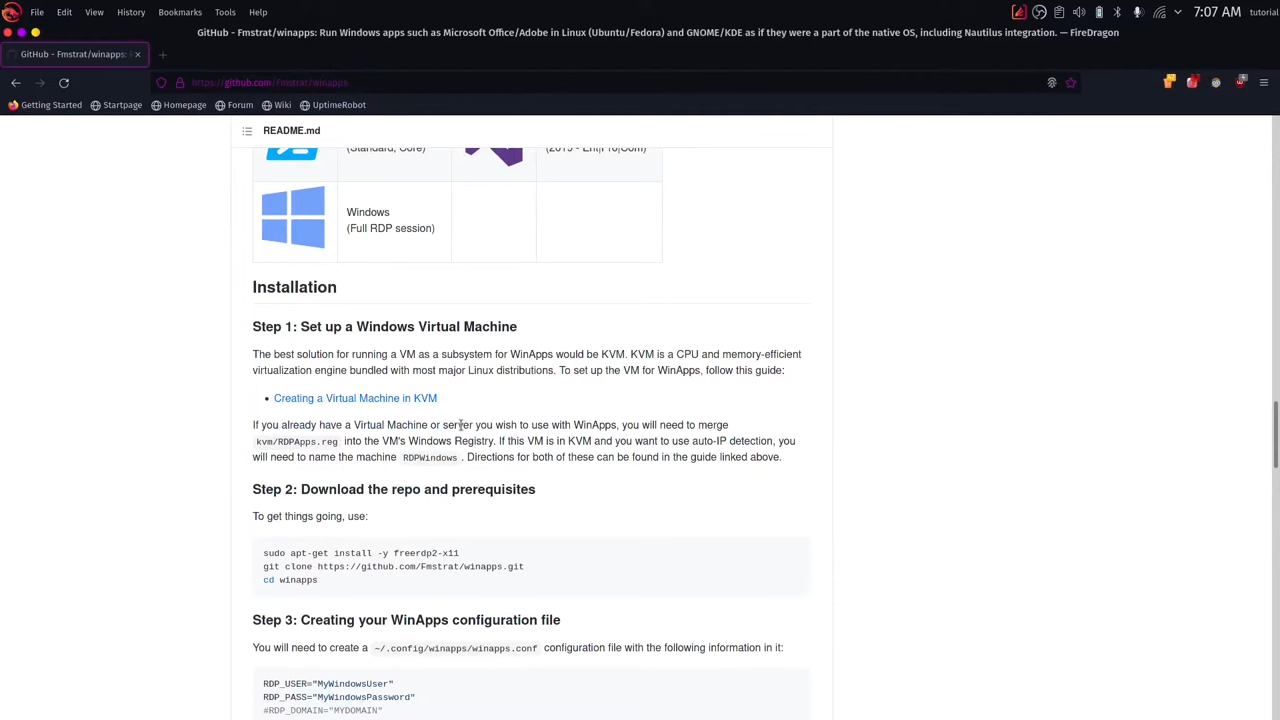 File Edit View History Bookmarks Tools Help 7:07 AM tutorial
GitHub - Fmstrat/winapps: Run Windows apps such as Microsoft Office/Adobe in Linux (Ubuntu/Fedora) and GNOME/KDE as if they were a part of the native OS, including Nautilus integration. — FireDragon
GitHub - Fmstrat/winapps:
https://github.com/Fmstrat/winapps
Getting Started Startpage Homepage Forum Wiki UptimeRobot
README.md
(Standard, Core) (2019 - Ent|Pro|Com)
Windows
(Full RDP session)
Installation
Step 1: Set up a Windows Virtual Machine
The best solution for running a VM as a subsystem for WinApps would be KVM. KVM is a CPU and memory-efficient
virtualization engine bundled with most major Linux distributions. To set up the VM for WinApps, follow this guide:
• Creating a Virtual Machine in KVM
If you already have a Virtual Machine or server you wish to use with WinApps, you will need to merge
kvm/RDPApps.reg into the VM's Windows Registry. If this VM is in KVM and you want to use auto-IP detection, you
will need to name the machine RDPWindows . Directions for both of these can be found in the guide linked above.
Step 2: Download the repo and prerequisites
To get things going, use:
sudo apt-get install -y freerdp2-x11
git clone https://github.com/Fmstrat/winapps.git
cd winapps
Step 3: Creating your WinApps configuration file
You will need to create a ~/.config/winapps/winapps.conf configuration file with the following information in it:
RDP_USER="MyWindowsUser"
RDP_PASS="MyWindowsPassword"
#RDP_DOMAIN="MYDOMAIN"